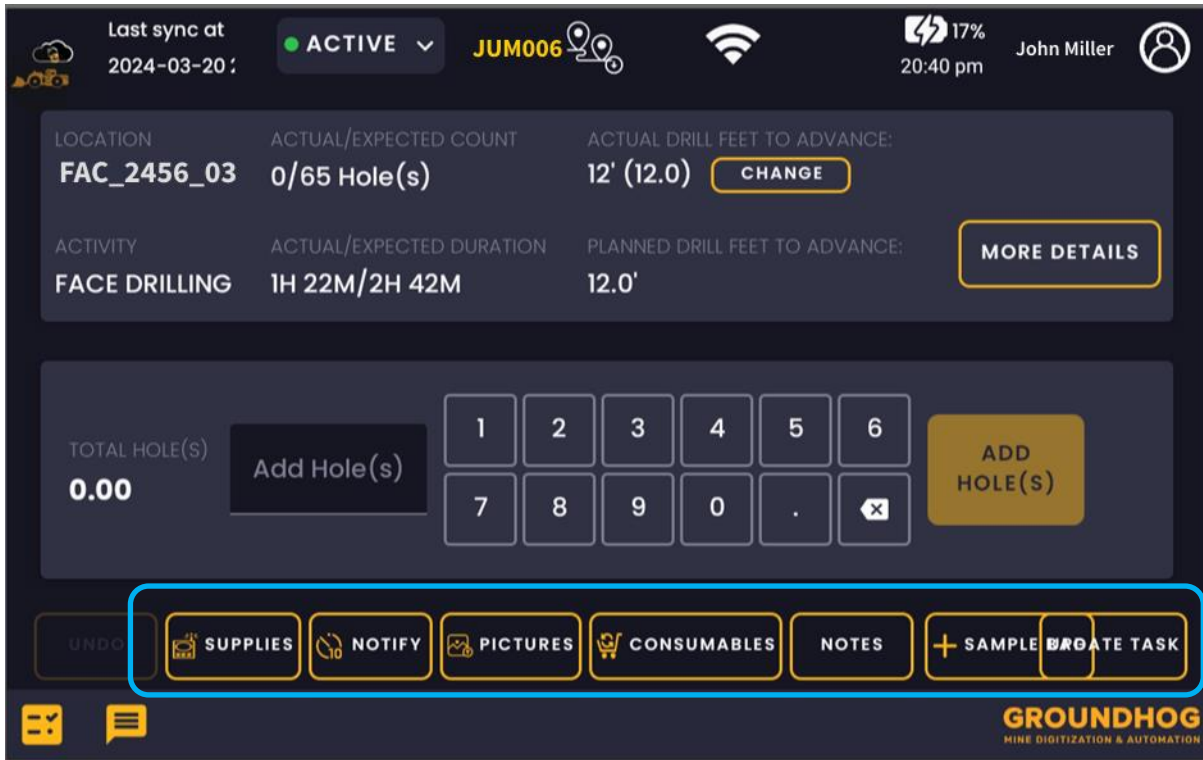 Last sync at
2024-03-20
ACTIVE
JUM006
17%
20:40 pm
John Miller
LOCATION
FAC_2456_03
ACTUAL/EXPECTED COUNT
0/65 Hole(s)
ACTUAL DRILL FEET TO ADVANCE:
12' (12.0) CHANGE
ACTIVITY
FACE DRILLING
ACTUAL/EXPECTED DURATION
1H 22M/2H 42M
PLANNED DRILL FEET TO ADVANCE:
12.0'
MORE DETAILS
TOTAL HOLE(S)
0.00
Add Hole(s)
1 2 3 4 5 6
7 8 9 0 .
ADD
HOLE(S)
UNDO
SUPPLIES
10 NOTIFY
PICTURES
CONSUMABLES
NOTES
+ SAMPLE
TASK
GROUNDHOG
MINE DIGITIZATION & AUTOMATION